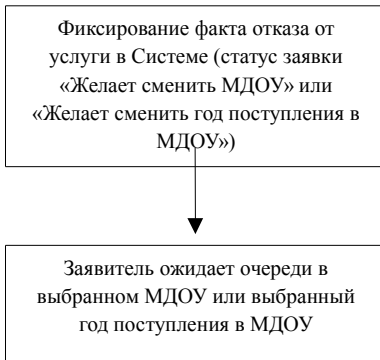 Фиксирование факта отказа от
услуги в Системе (статус заявки
«Желает сменить МДОУ» или
«Желает сменить год поступления в
МДОУ»)
Заявитель ожидает очереди в
выбранном МДОУ или выбранный
год поступления в МДОУ